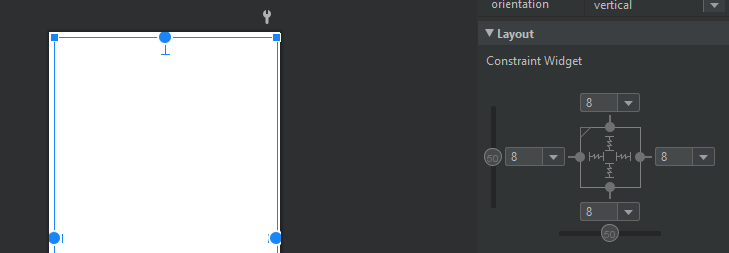 orientation vertical
Layout
Constraint Widget
8
50 8 8
8
50